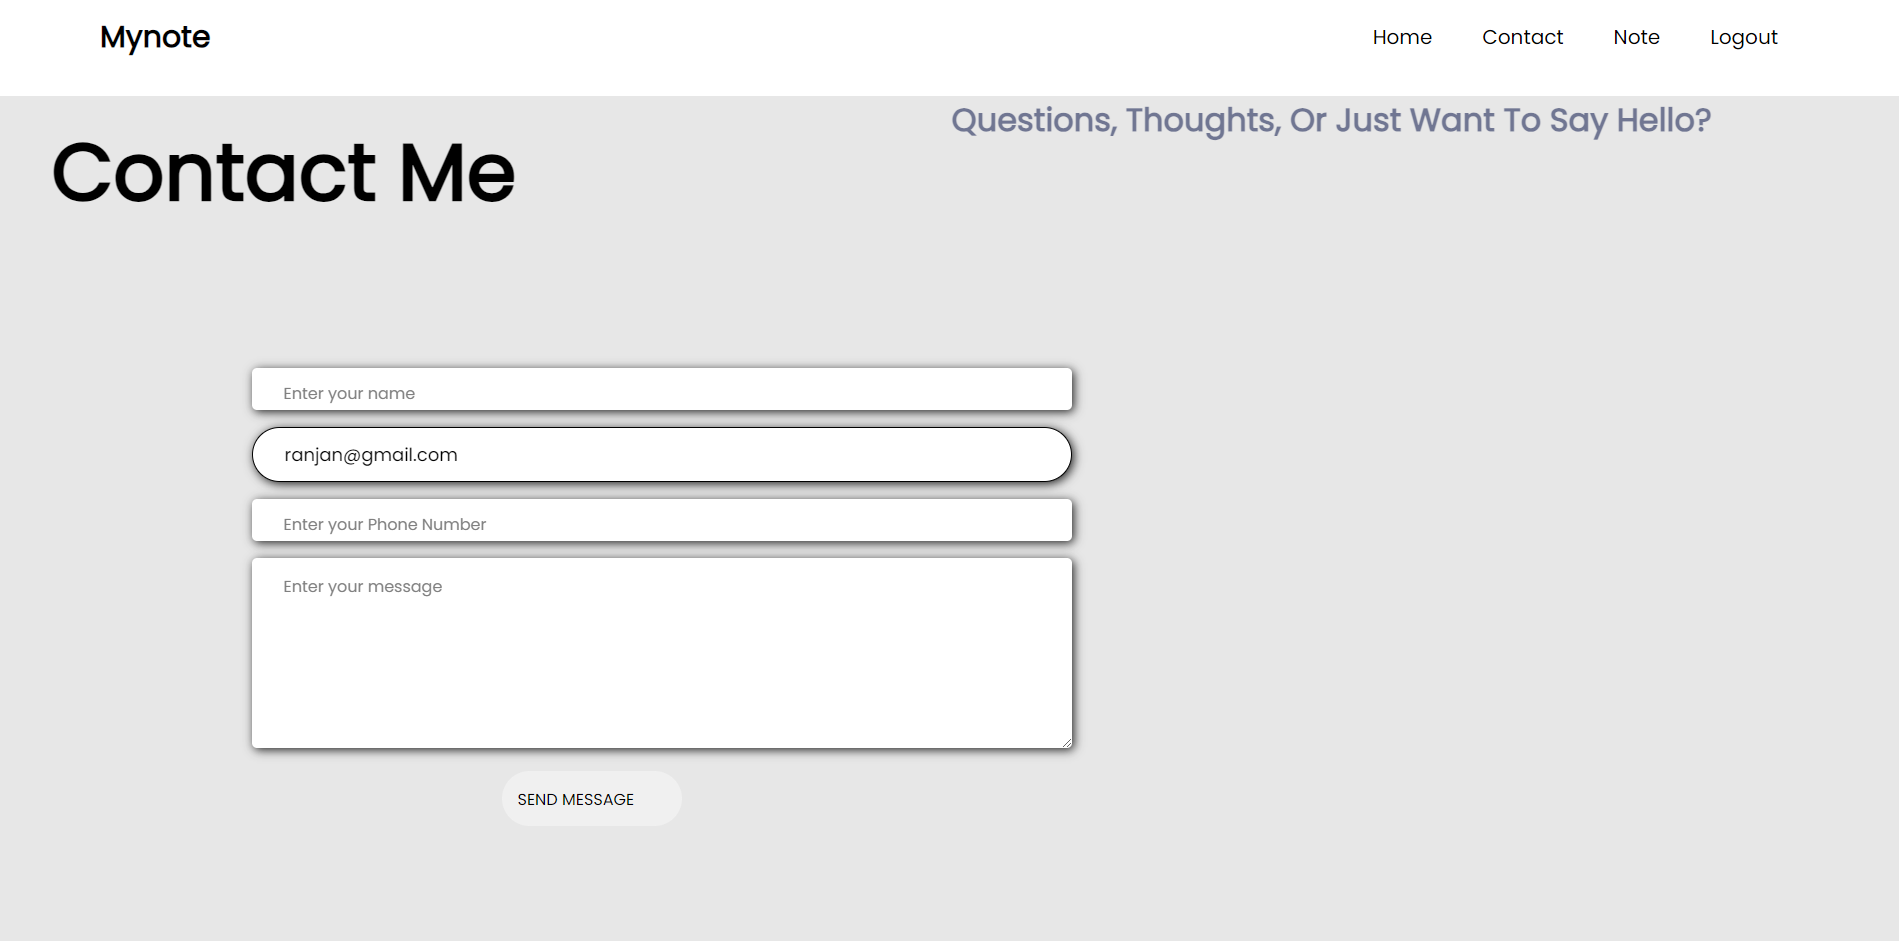 Mynote
Home Contact Note Logout
Questions, Thoughts, Or Just Want To Say Hello?
Contact Me
Enter your name
ranjan@gmail.com
Enter your Phone Number
Enter your message
SEND MESSAGE